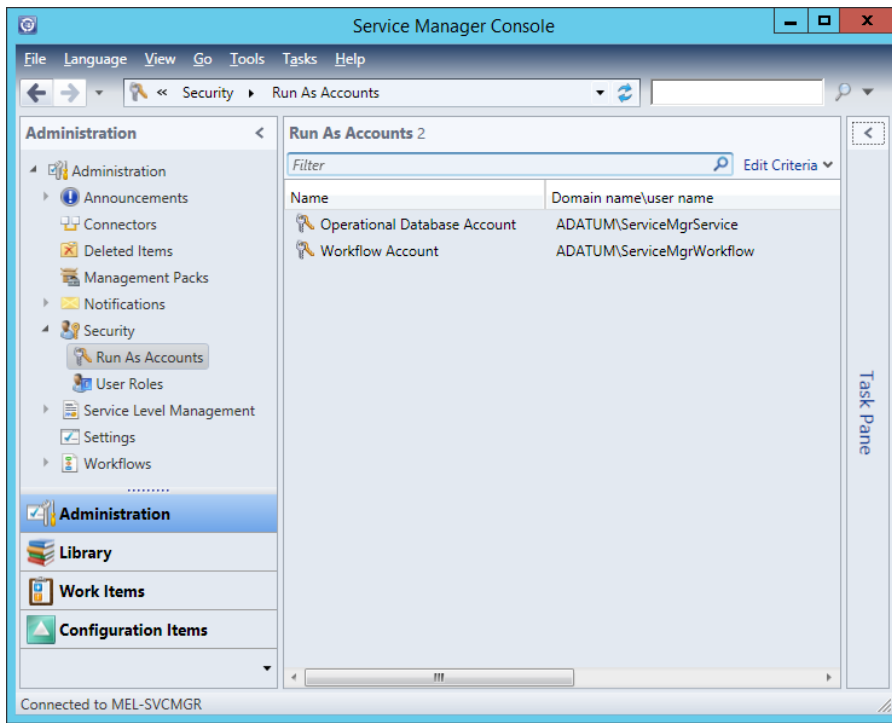 Service Manager Console
File Language View Go Tools Tasks Help
« Security Run As Accounts
Administration
Administration
Announcements
Connectors
Deleted Items
Management Packs
Notifications
Security
Run As Accounts
User Roles
Service Level Management
Settings
Workflows
Administration
Library
Work Items
Configuration Items
Run As Accounts 2
Filter Edit Criteria
Name Domain name\user name
Operational Database Account ADATUM\ServiceMgrService
Workflow Account ADATUM\ServiceMgrWorkflow
Task Pane
Connected to MEL-SVCMGR